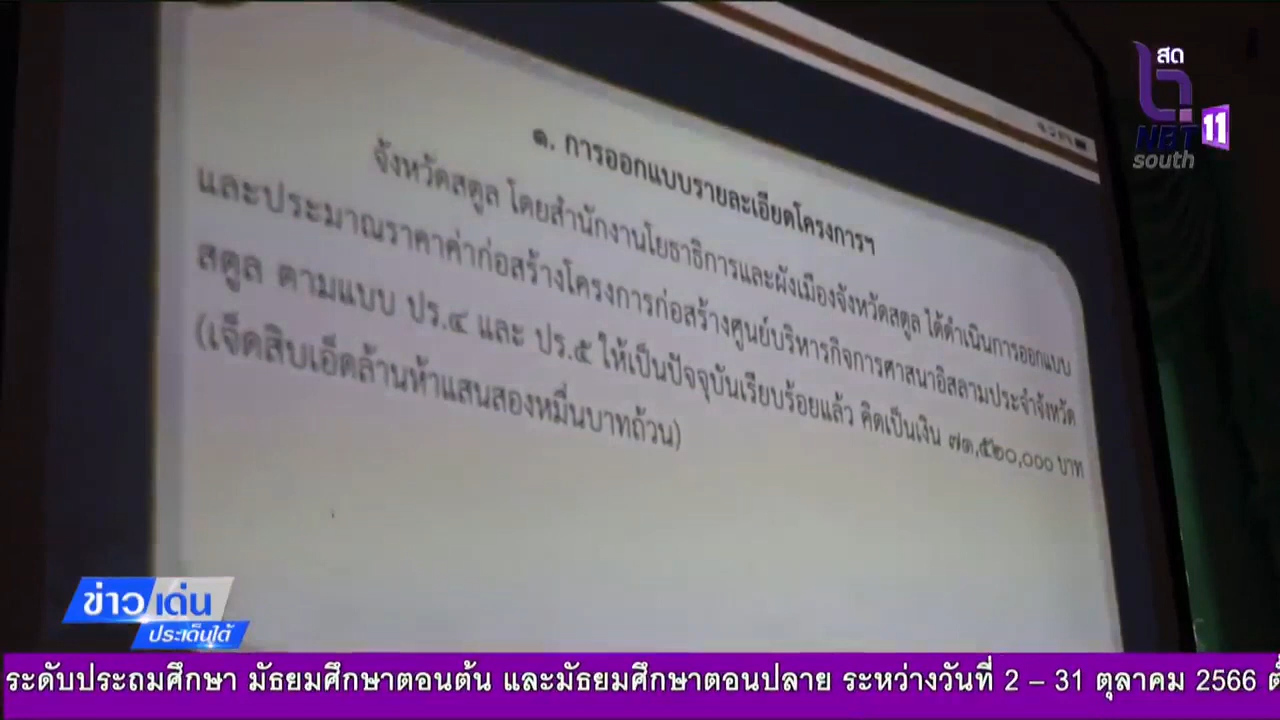 สด
NBT 11
south
๑. การออกแบบรายละเอียดโครงการฯ
จังหวัดสตูล โดยสำนักงานโยธาธิการและผังเมืองจังหวัดสตูล ได้ดำเนินการออกแบบ
และประมาณราคาค่าก่อสร้างโครงการก่อสร้างศูนย์บริหารกิจการศาสนาอิสลามประจำจังหวัด
สตูล ตามแบบ ปร.๔ และ ปร.๕ ให้เป็นปัจจุบันเรียบร้อยแล้ว คิดเป็นเงิน ๗๑,๕๒๐,๐๐๐ บาท
(เจ็ดสิบเอ็ดล้านห้าแสนสองหมื่นบาทถ้วน)
ข่าวเด่น
ประเด็นใต้
ระดับประถมศึกษา มัธยมศึกษาตอนต้น และมัธยมศึกษาตอนปลาย ระหว่างวันที่ 2 – 31 ตุลาคม 2566